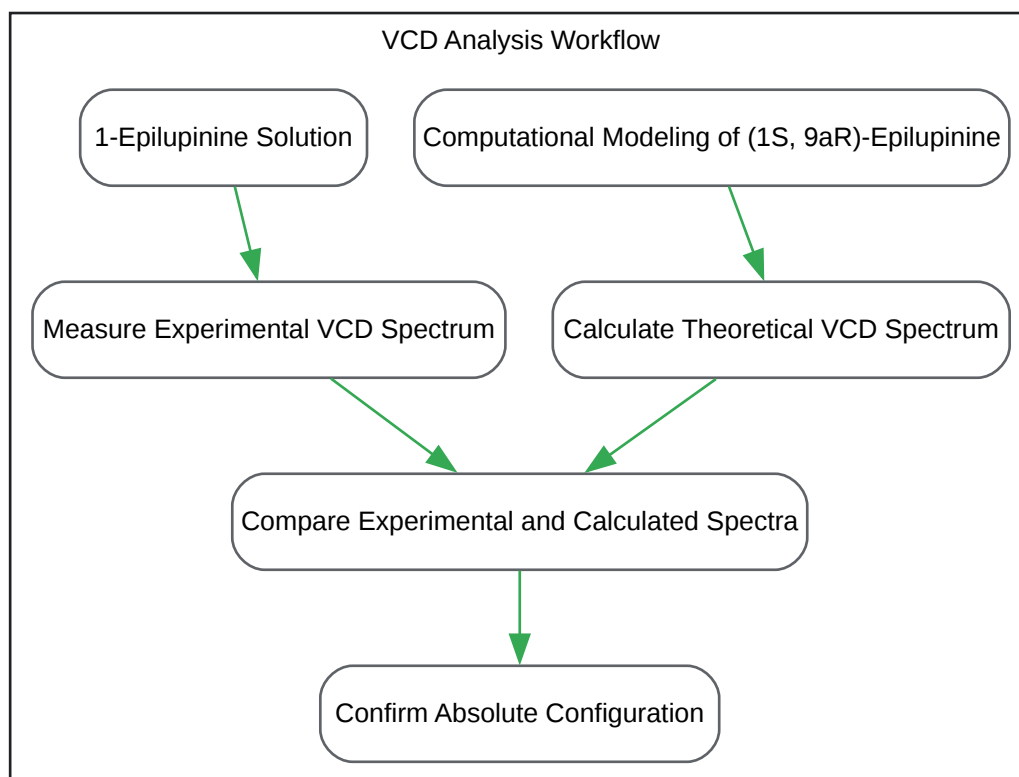 VCD Analysis Workflow
1-Epilupinine Solution
Computational Modeling of (1S, 9aR)-Epilupinine
Measure Experimental VCD Spectrum
Calculate Theoretical VCD Spectrum
Compare Experimental and Calculated Spectra
Confirm Absolute Configuration